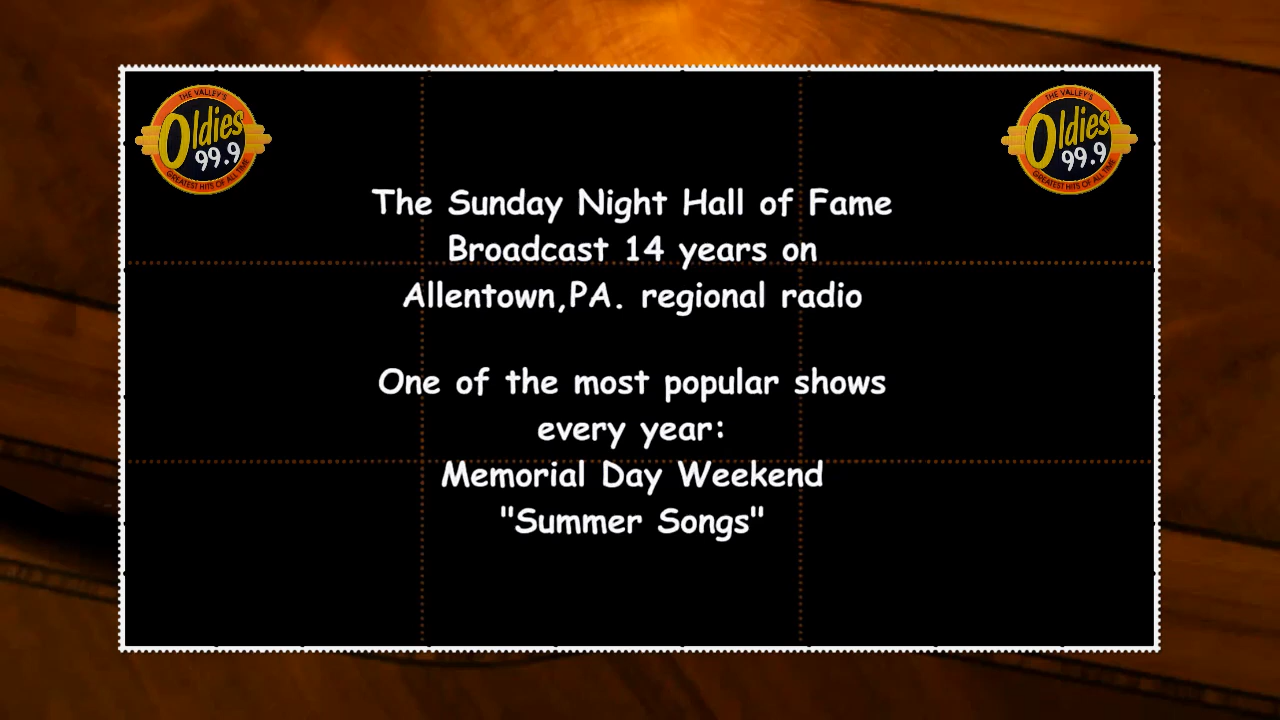 THE VALLEY'S
Oldies
99.9
GREATEST HITS OF ALL TIME
THE VALLEY'S
Oldies
99.9
GREATEST HITS OF ALL TIME
The Sunday Night Hall of Fame
Broadcast 14 years on
Allentown,PA. regional radio
One of the most popular shows
every year:
Memorial Day Weekend
"Summer Songs"